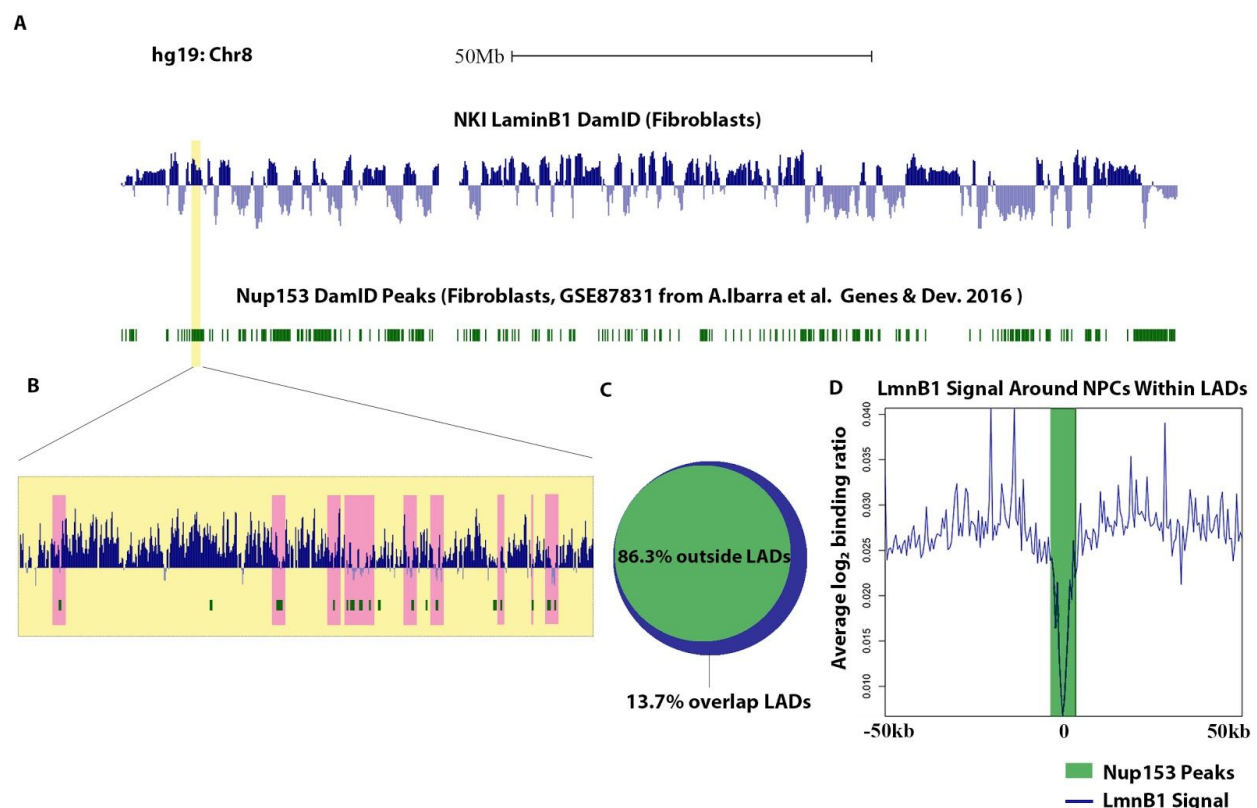 A
hg19: Chr8
50Mb
NKI LaminB1 DamID (Fibroblasts)
Nup153 DamID Peaks (Fibroblasts, GSE87831 from A.Ibarra et al. Genes & Dev. 2016 )
B
C
86.3% outside LADs
13.7% overlap LADs
D
LmnB1 Signal Around NPCs Within LADs
Average log₂ binding ratio
0.040
0.035
0.030
0.025
0.020
0.015
0.010
-50kb
0
50kb
Nup153 Peaks
LmnB1 Signal